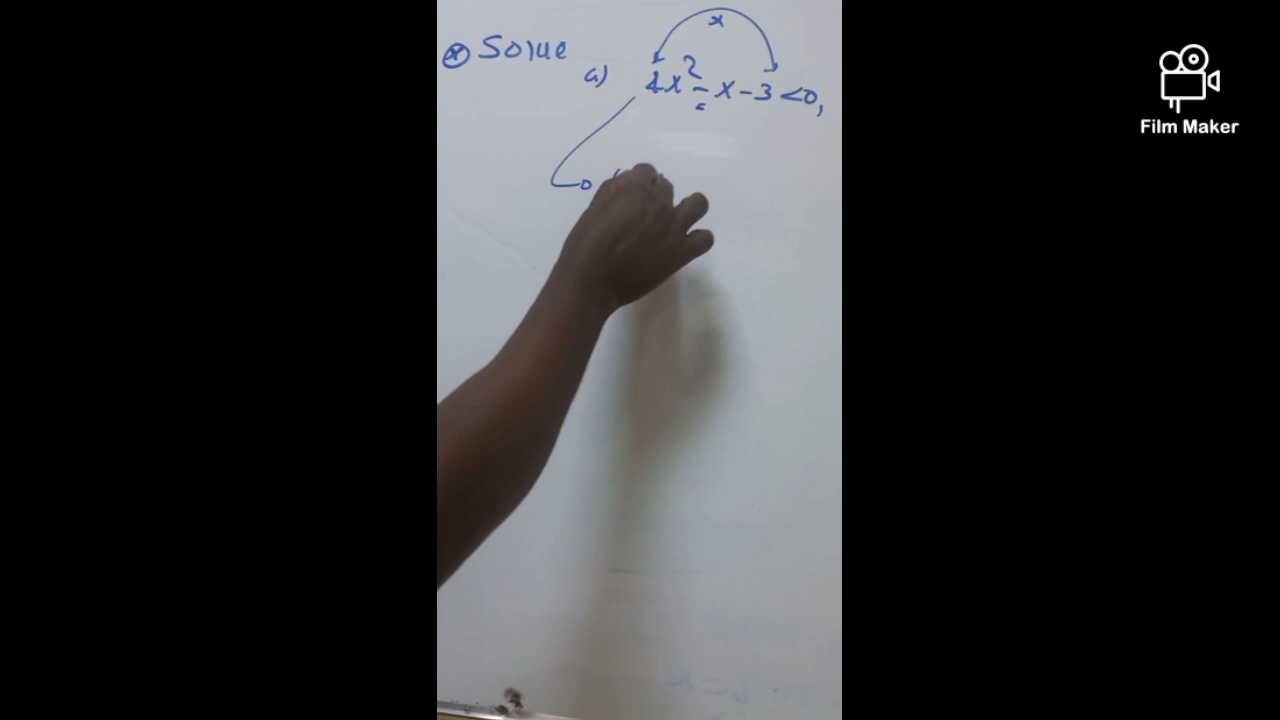 ⊗ Solve
a) 4x² - x - 3 < 0,
x
Film Maker